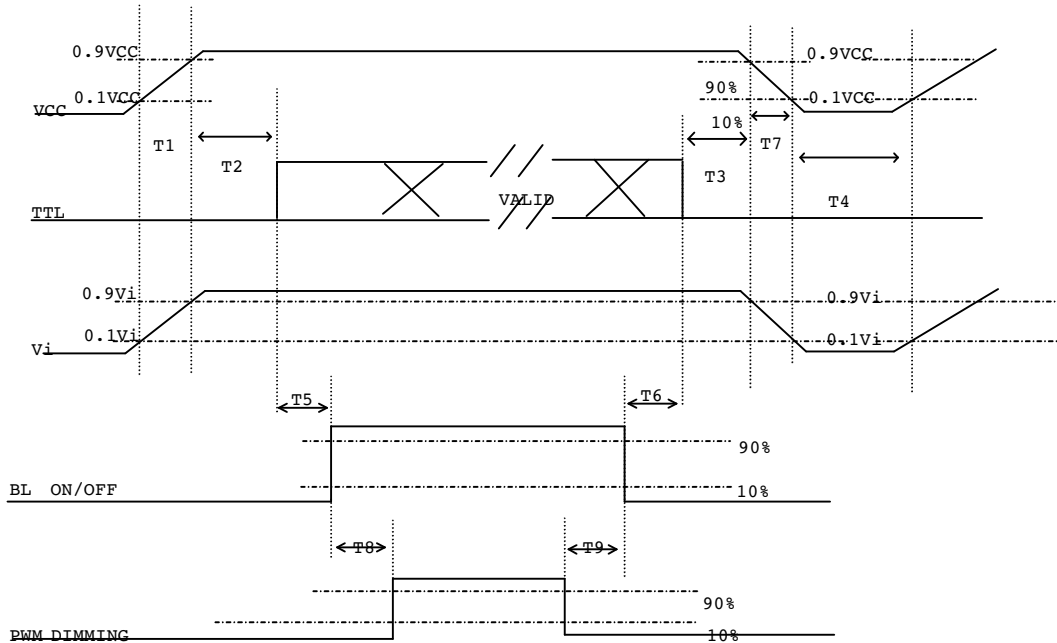 0.9VCC
0.9VCC
90%
0.1VCC
0.1VCC
VCC
10%
T1
T2
T3
T7
T4
VALID
TTL
0.9Vi
0.9Vi
0.1Vi
0.1Vi
Vi
T5
T6
90%
BL ON/OFF
10%
T8
T9
90%
PWM DIMMING
10%